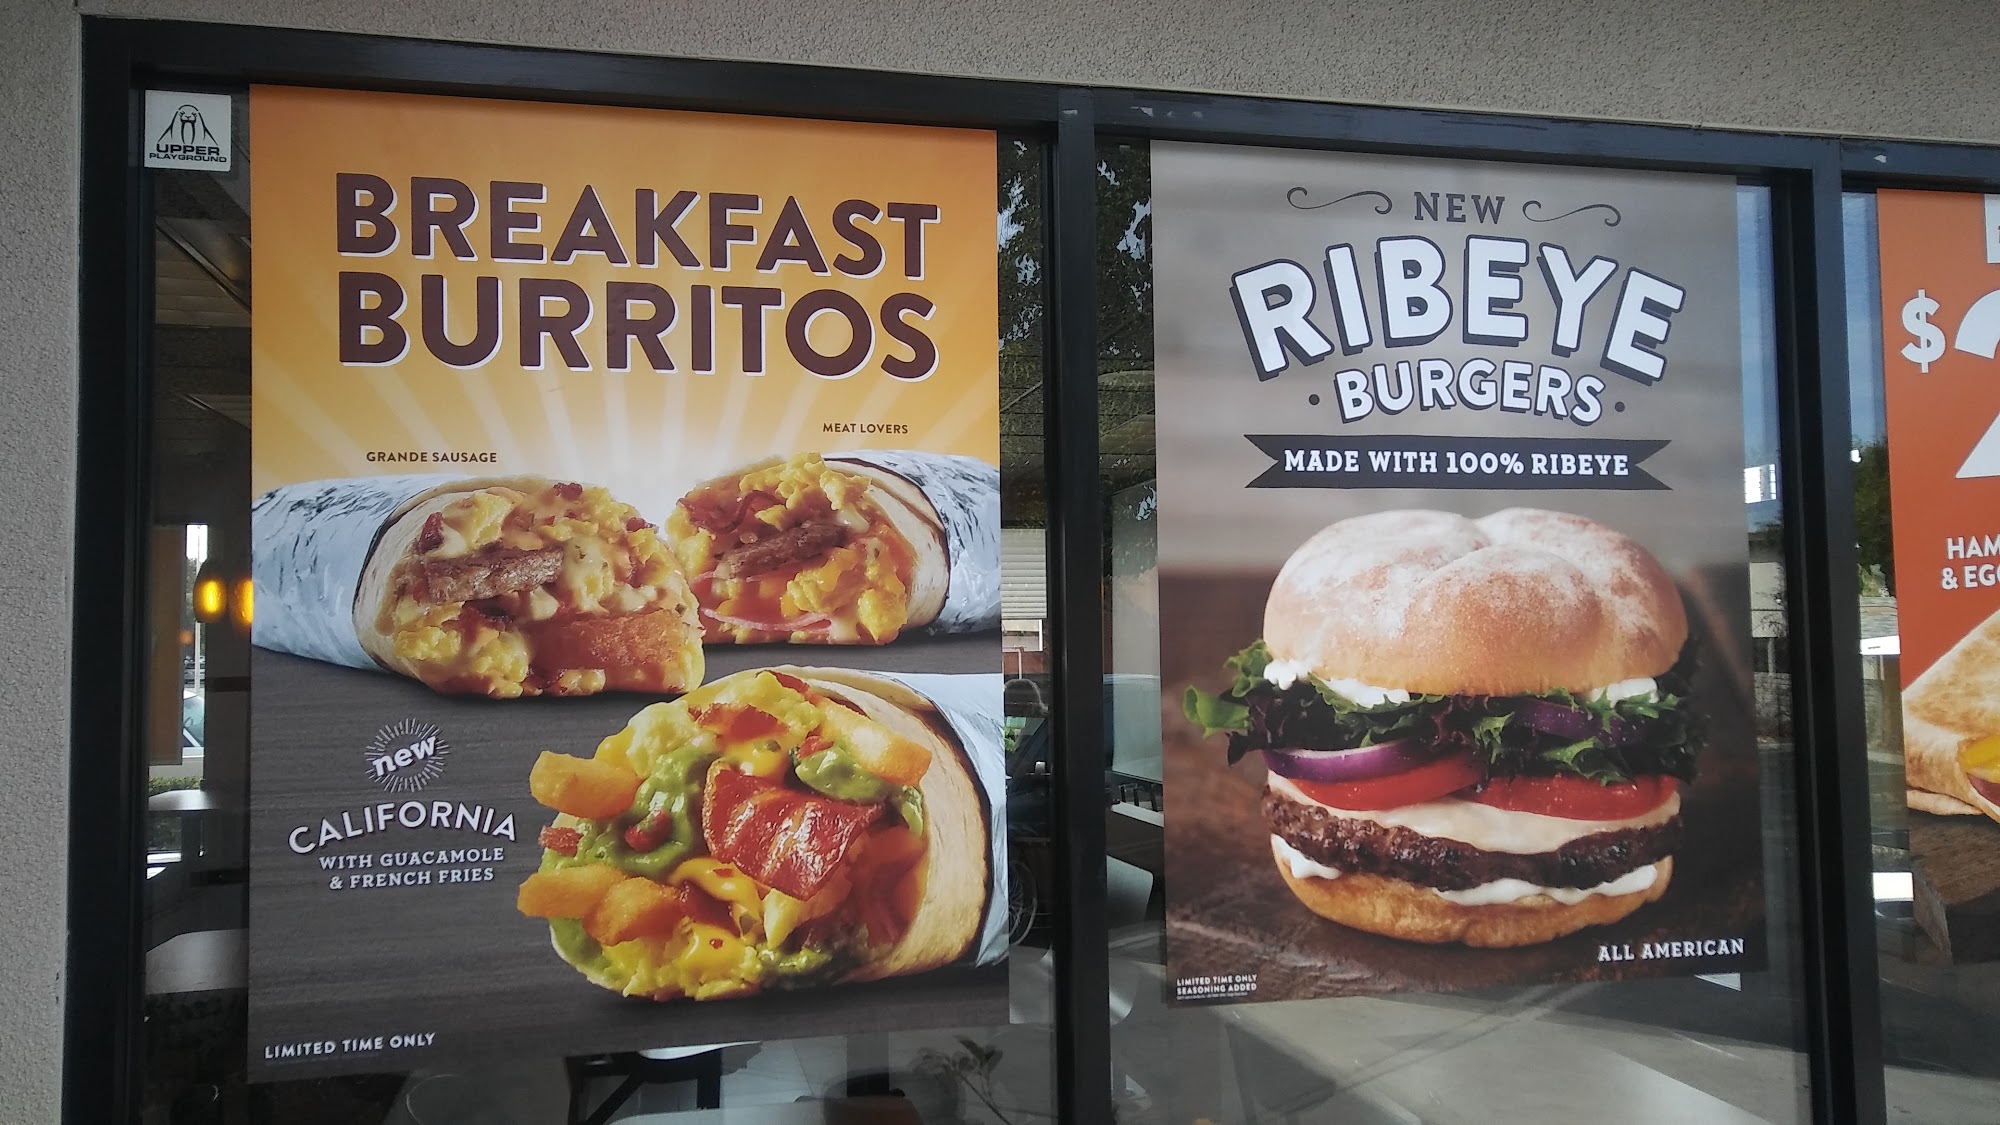 UPPER
PLAYGROUND
BREAKFAST
BURRITOS
MEAT LOVERS
GRANDE SAUSAGE
new
CALIFORNIA
WITH GUACAMOLE
& FRENCH FRIES
LIMITED TIME ONLY
NEW
RIBEYE
BURGERS
MADE WITH 100% RIBEYE
ALL AMERICAN
LIMITED TIME ONLY
SEASONING ADDED
$
HAM
&